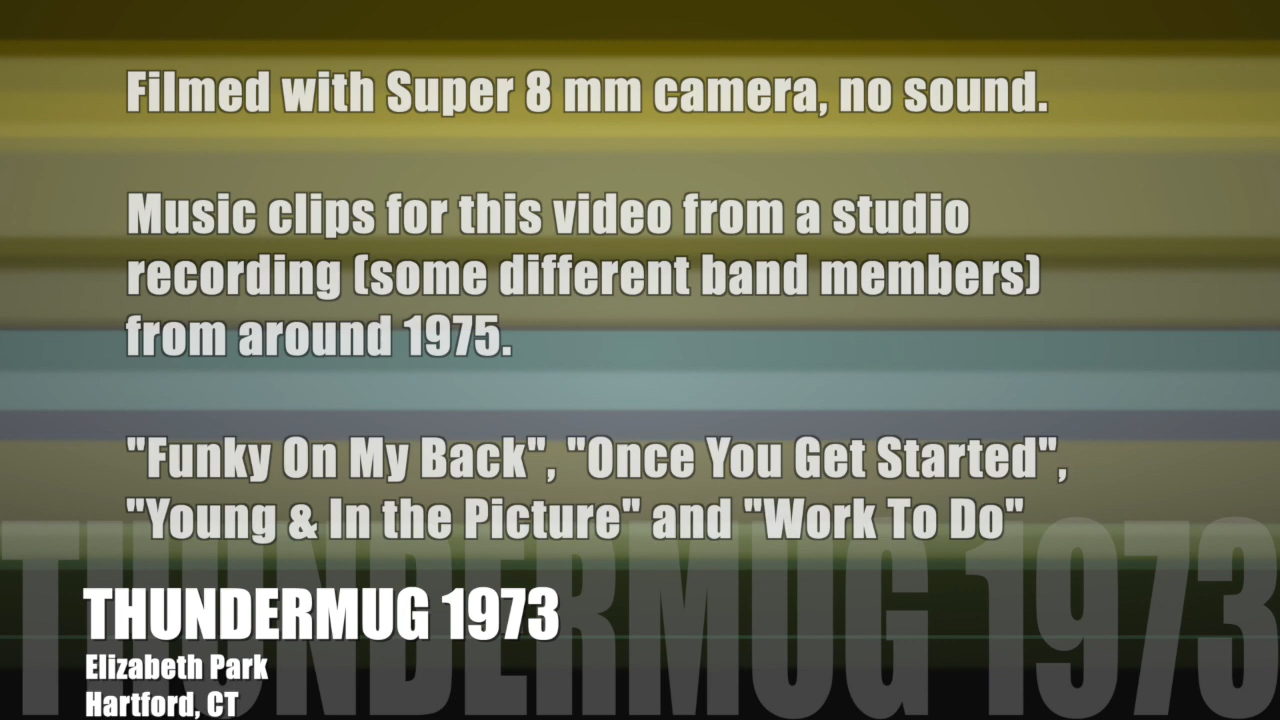 Filmed with Super 8 mm camera, no sound.
Music clips for this video from a studio
recording (some different band members)
from around 1975.
"Funky On My Back", "Once You Get Started",
"Young & In the Picture" and "Work To Do"
THUNDERMUG 1973
THUNDERMUG 1973
Elizabeth Park
Hartford, CT